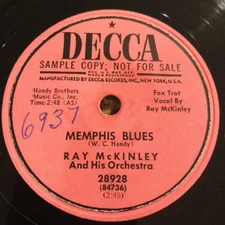 DECCA
SAMPLE COPY; NOT FOR SALE
MANUFACTURED BY DECCA RECORDS, INC., NEW YORK, U.S.A.
Handy Brothers
Music Co., Inc.
Time 2:48 (AS)
Fox Trot
Vocal By
Ray McKinley
6937
MEMPHIS BLUES
(W. C. Handy)
RAY McKINLEY
And His Orchestra
28928
(84736)